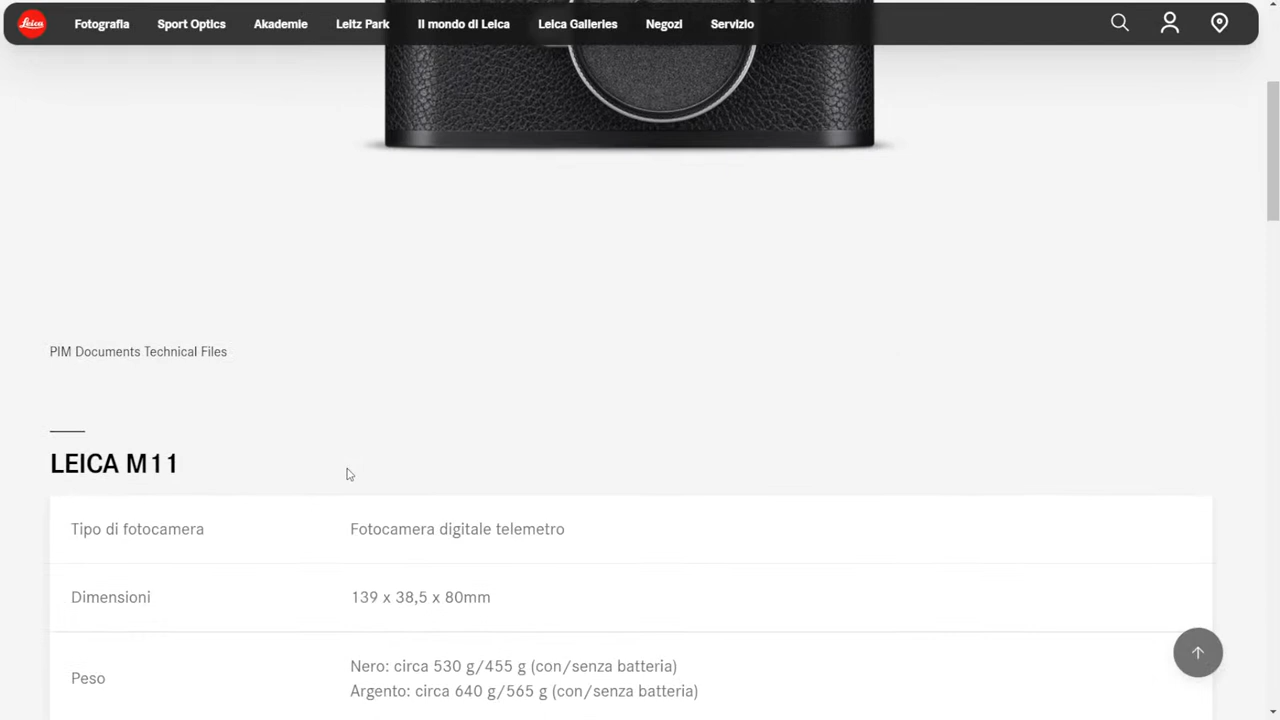 Leica
Fotografia Sport Optics Akademie Leitz Park Il mondo di Leica Leica Galleries Negozi Servizio
PIM Documents Technical Files
LEICA M11
Tipo di fotocamera Fotocamera digitale telemetro
Dimensioni 139 x 38,5 x 80mm
Peso Nero: circa 530 g/455 g (con/senza batteria)
Argento: circa 640 g/565 g (con/senza batteria)